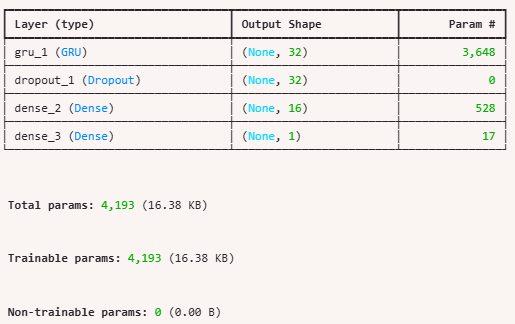 Layer (type) Output Shape Param #
gru_1 (GRU) (None, 32) 3,648
dropout_1 (Dropout) (None, 32) 0
dense_2 (Dense) (None, 16) 528
dense_3 (Dense) (None, 1) 17
Total params: 4,193 (16.38 KB)
Trainable params: 4,193 (16.38 KB)
Non-trainable params: 0 (0.00 B)